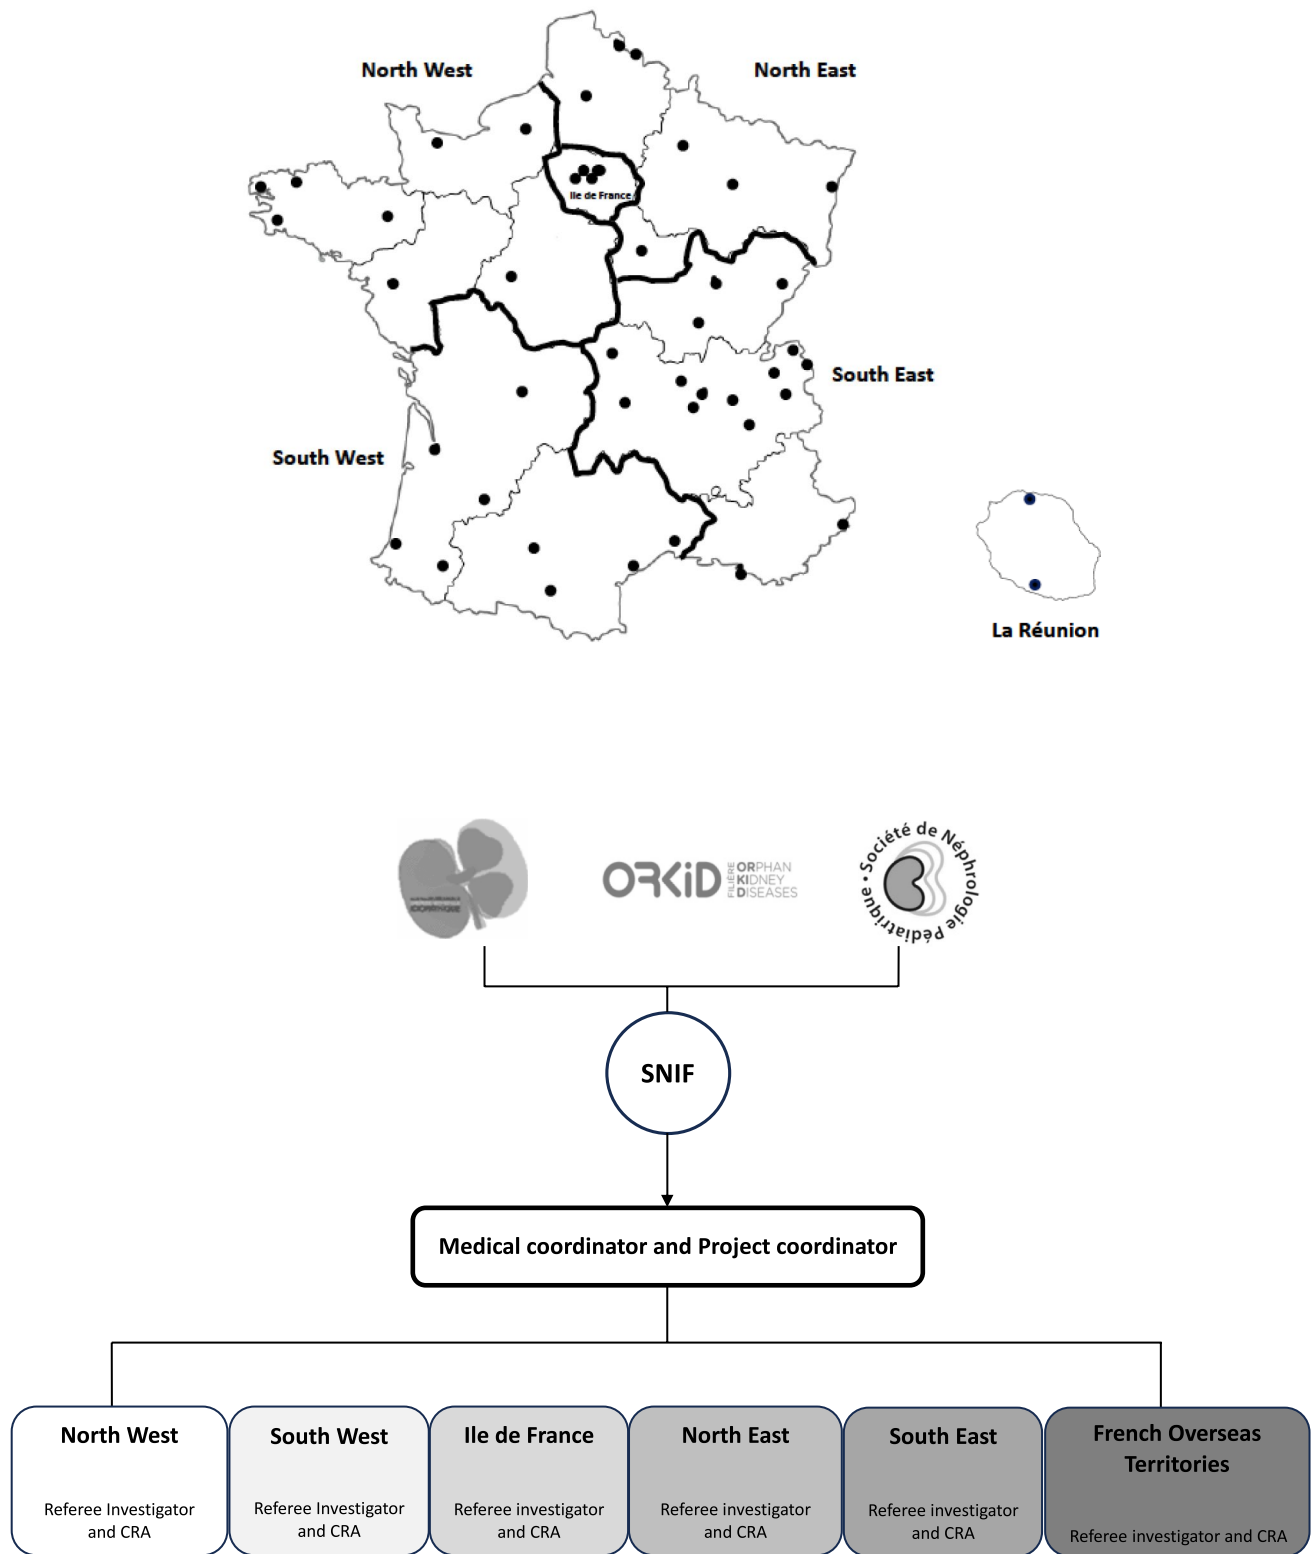 North West
North East
Ile de France
South East
South West
La Réunion
ORKiD
FILIÈRE
ORPHAN
KIDNEY
DISEASES
Société de Néphrologie Pédiatrique •
SNIF
Medical coordinator and Project coordinator
North West
Referee Investigator
and CRA
South West
Referee Investigator
and CRA
Ile de France
Referee investigator
and CRA
North East
Referee investigator
and CRA
South East
Referee investigator
and CRA
French Overseas
Territories
Referee investigator and CRA